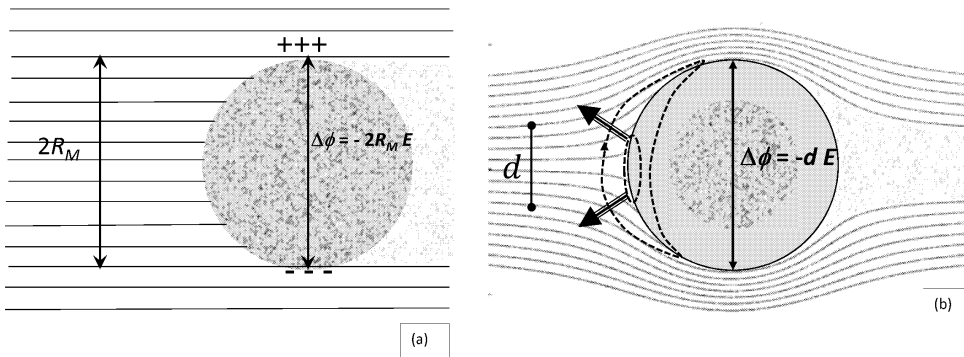 +++
2R_M
Δϕ = - 2R_M E
- - -
(a)
d
Δϕ = -d E
(b)